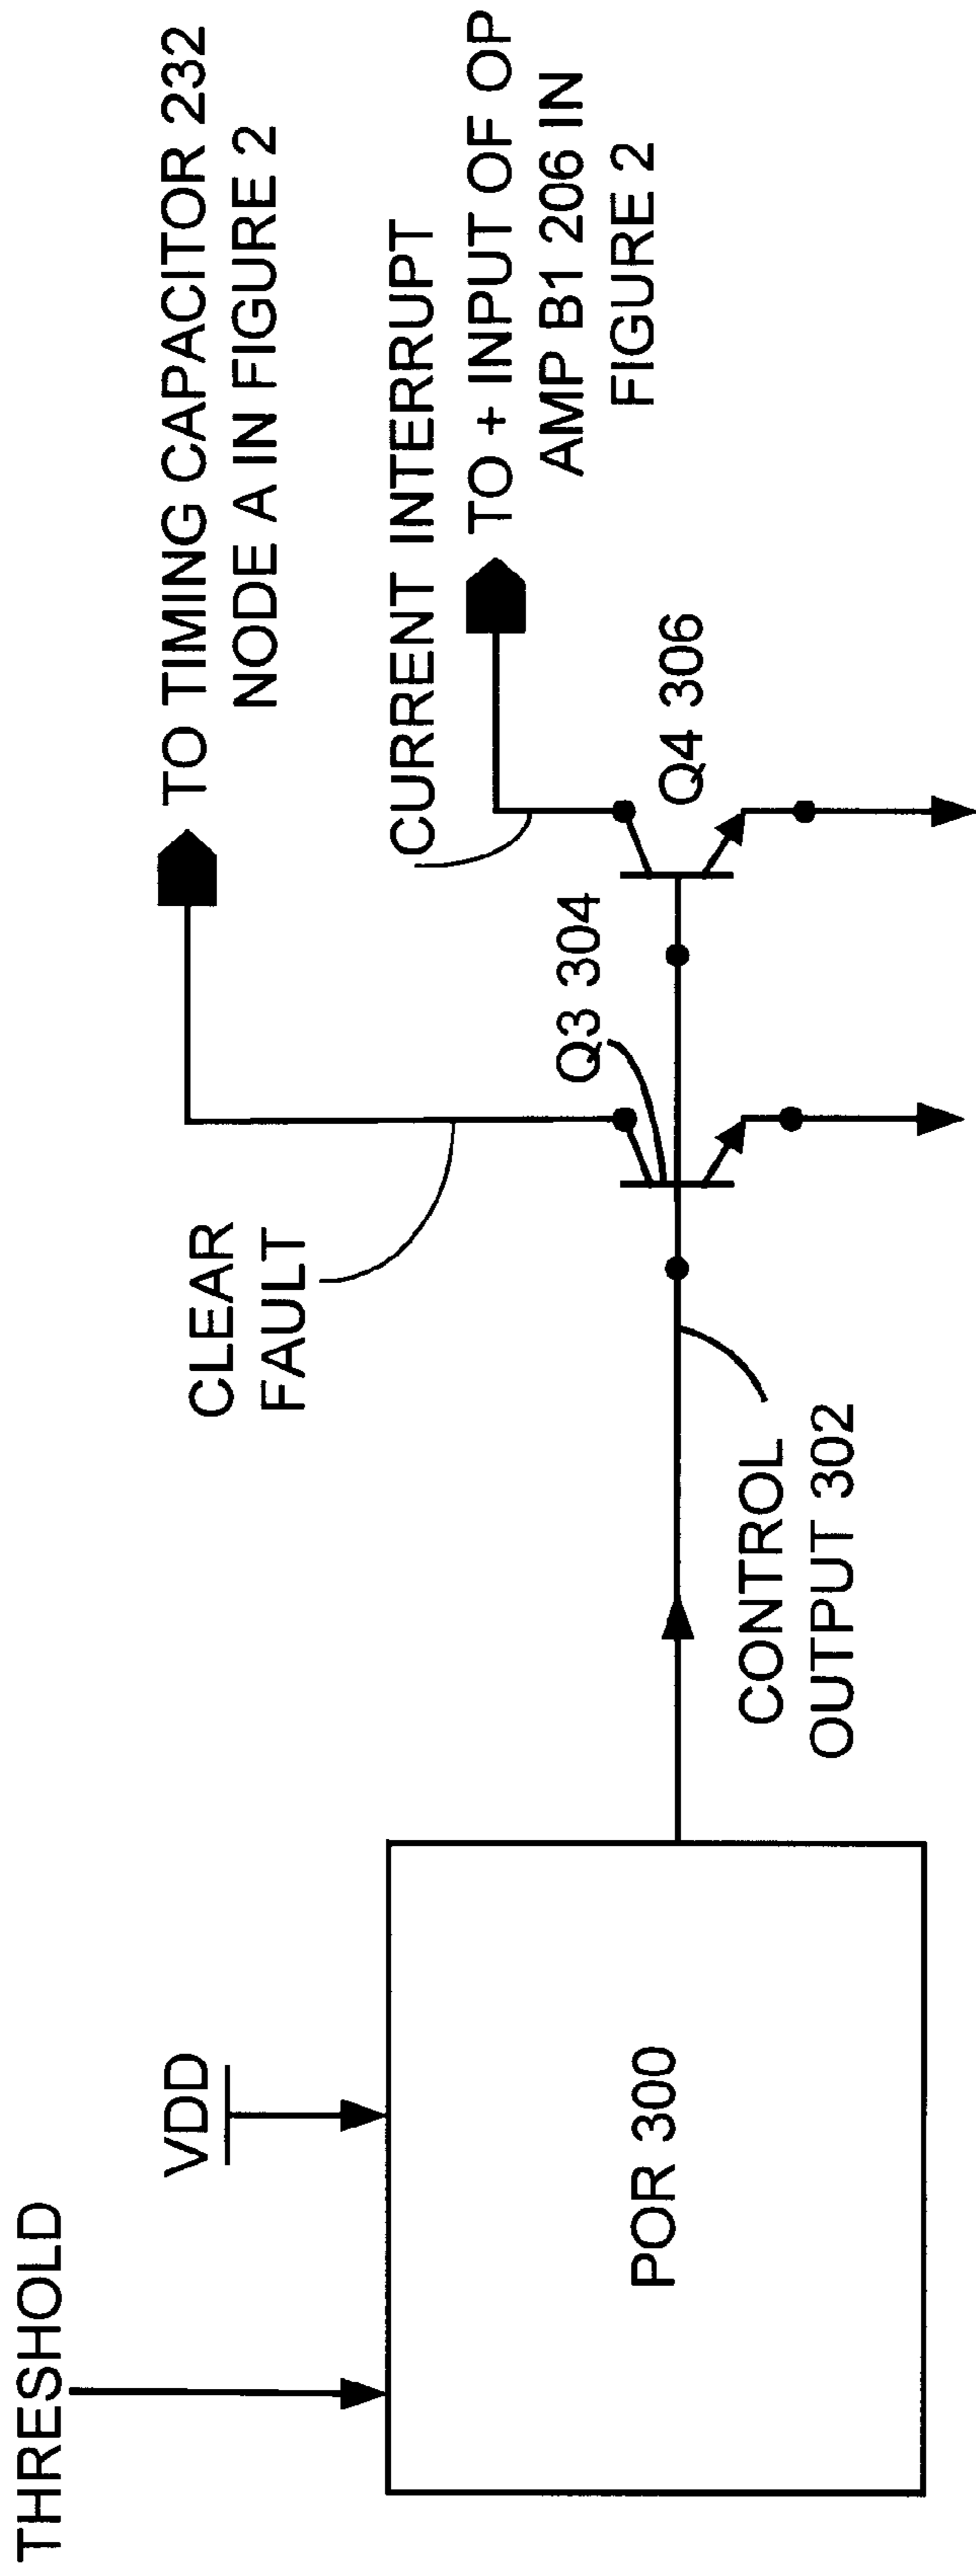 THRESHOLD
VDD
POR 300
CONTROL
OUTPUT 302
CLEAR
FAULT
Q3 304
Q4 306
TO TIMING CAPACITOR 232
NODE A IN FIGURE 2
CURRENT INTERRUPT
TO + INPUT OF OP
AMP B1 206 IN
FIGURE 2